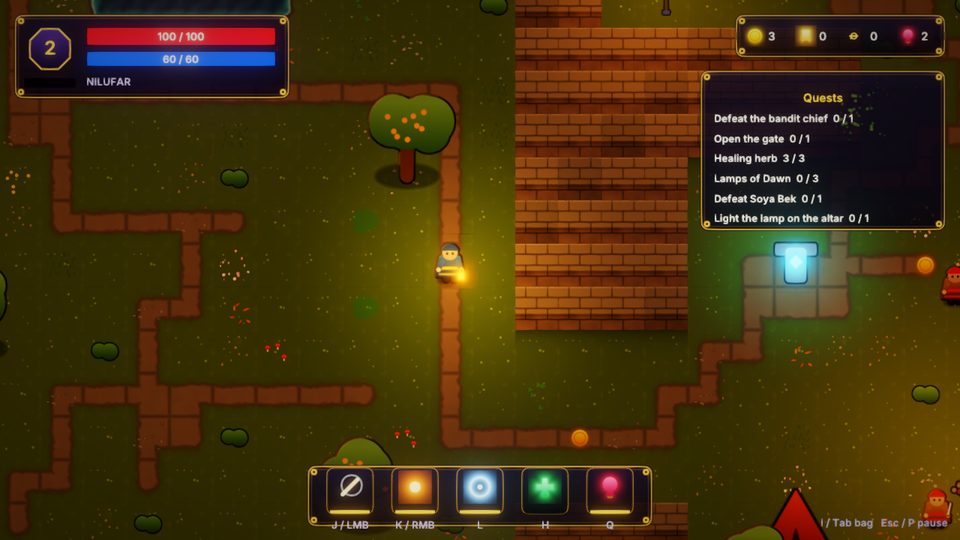 2
100 / 100
60 / 60
NILUFAR
3 0 0 2
Quests
Defeat the bandit chief 0 / 1
Open the gate 0 / 1
Healing herb 3 / 3
Lamps of Dawn 0 / 3
Defeat Soya Bek 0 / 1
Light the lamp on the altar 0 / 1
J / LMB K / RMB L H Q
/ Tab bag Esc / P pause